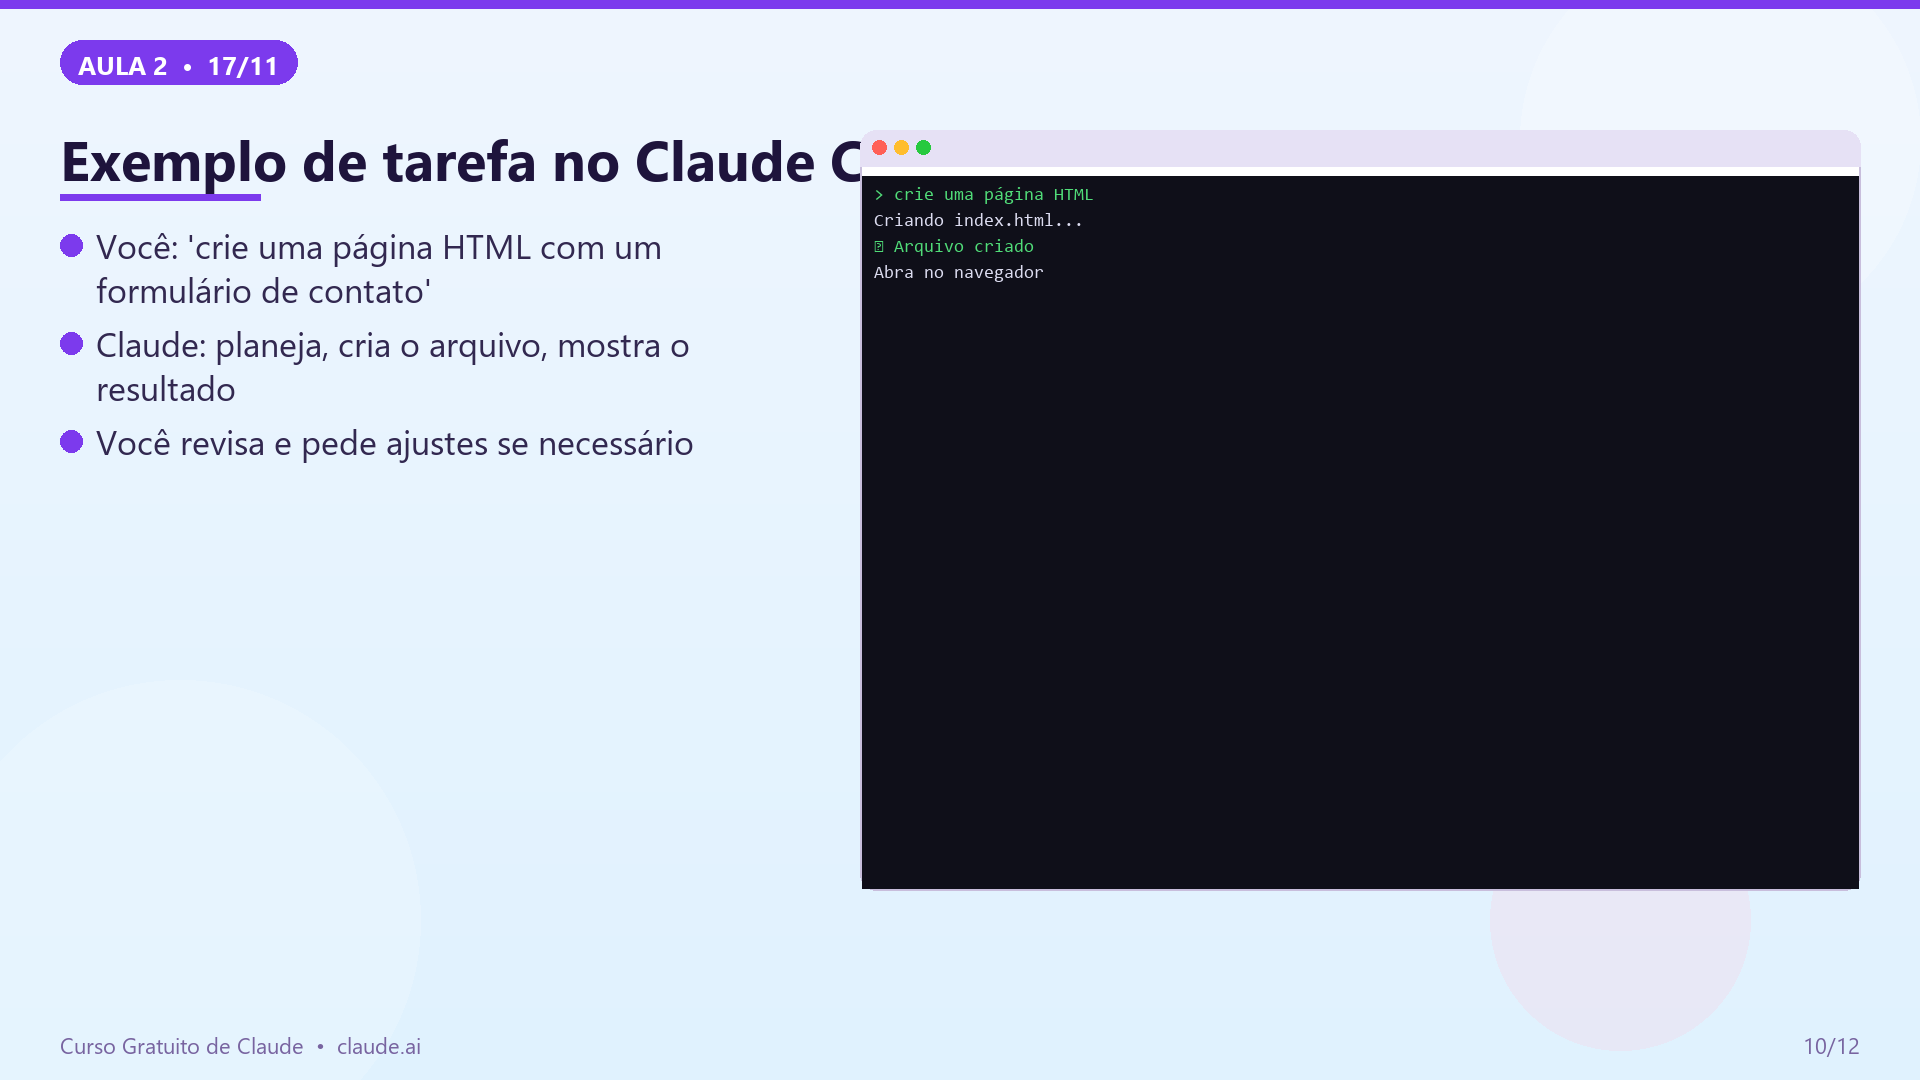 AULA 2 • 17/11
Exemplo de tarefa no Claude C
Você: 'crie uma página HTML com um
formulário de contato'
Claude: planeja, cria o arquivo, mostra o
resultado
Você revisa e pede ajustes se necessário
> crie uma página HTML
Criando index.html...
Arquivo criado
Abra no navegador
Curso Gratuito de Claude • claude.ai
10/12